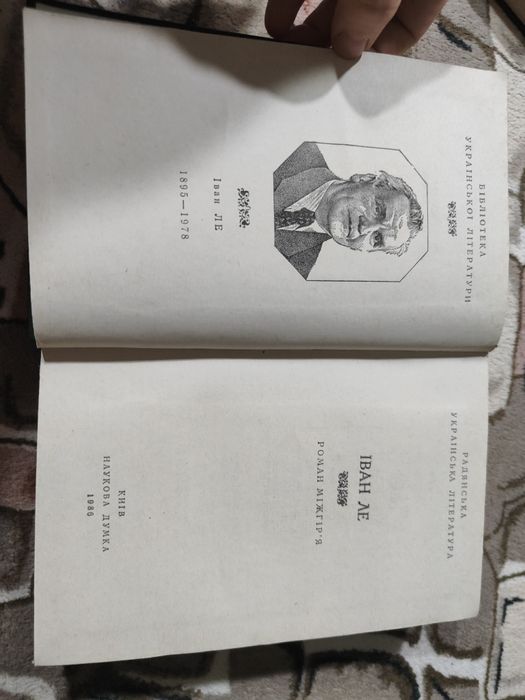 БІБЛІОТЕКА
УКРАЇНСЬКОЇ ЛІТЕРАТУРИ
Іван ЛЕ
1895—1978
РАДЯНСЬКА
УКРАЇНСЬКА ЛІТЕРАТУРА
ІВАН ЛЕ
РОМАН МІЖГІР'Я
КИЇВ
НАУКОВА ДУМКА
1986